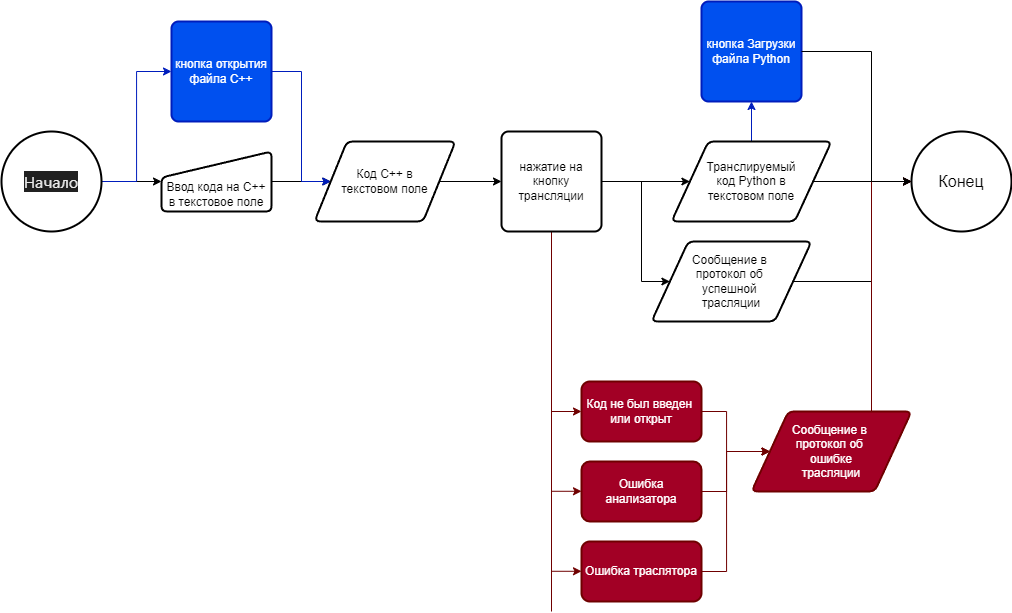 Начало
кнопка открытия
файла C++
Ввод кода на C++
в текстовое поле
Код C++ в
текстовом поле
нажатие на
кнопку
трансляции
кнопка Загрузки
файла Python
Транслируемый
код Python в
текстовом поле
Сообщение в
протокол об
успешной
трасляции
Конец
Код не был введен
или открыт
Ошибка
анализатора
Ошибка траслятора
Сообщение в
протокол об
ошибке
трасляции